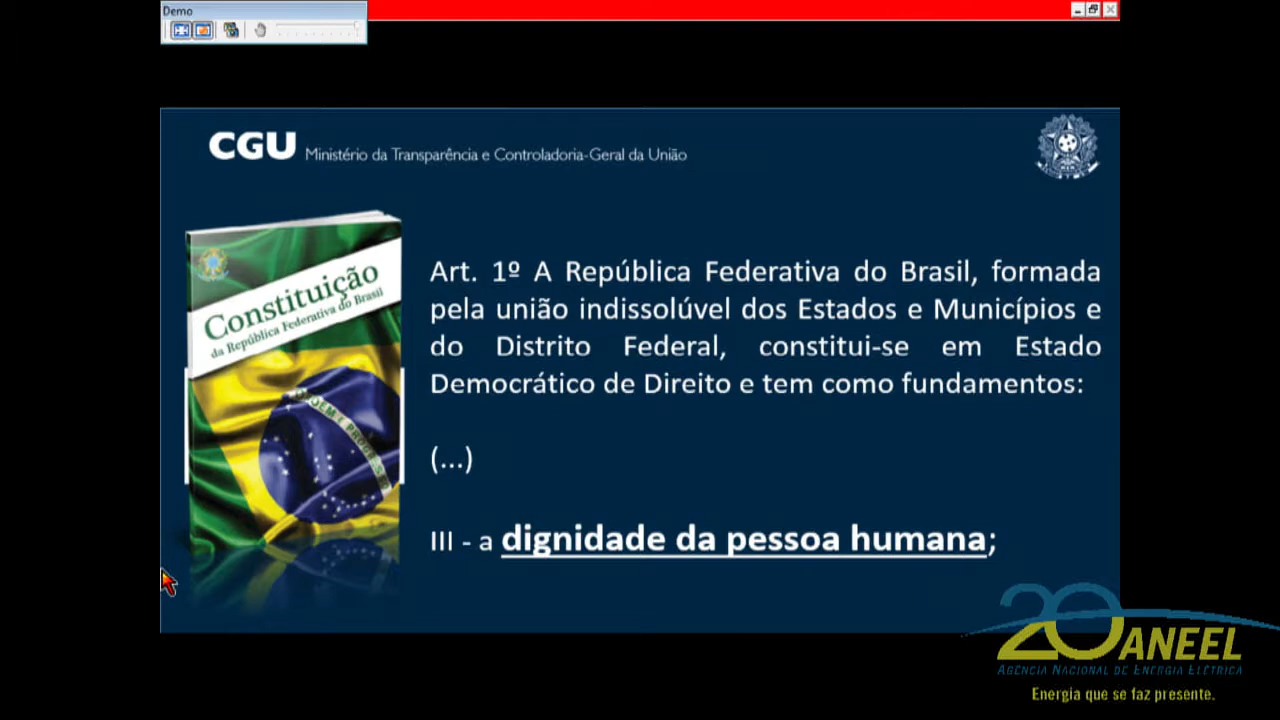 Demo
CGU Ministério da Transparência e Controladoria-Geral da União
Constituição
da República Federativa do Brasil
Art. 1º A República Federativa do Brasil, formada
pela união indissolúvel dos Estados e Municípios e
do Distrito Federal, constitui-se em Estado
Democrático de Direito e tem como fundamentos:
(...)
III - a dignidade da pessoa humana;
20 ANEEL
AGÊNCIA NACIONAL DE ENERGIA ELÉTRICA
Energia que se faz presente.